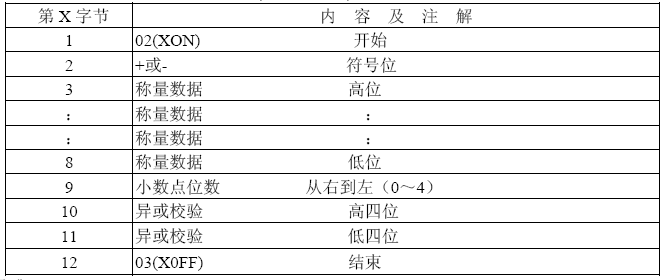 第 X 字节 内 容 及 注 解
1 02(XON) 开始
2 +或- 符号位
3 称量数据 高位
: 称量数据 :
: 称量数据 :
8 称量数据 低位
9 小数点位数 从右到左（0～4）
10 异或校验 高四位
11 异或校验 低四位
12 03(X0FF) 结束